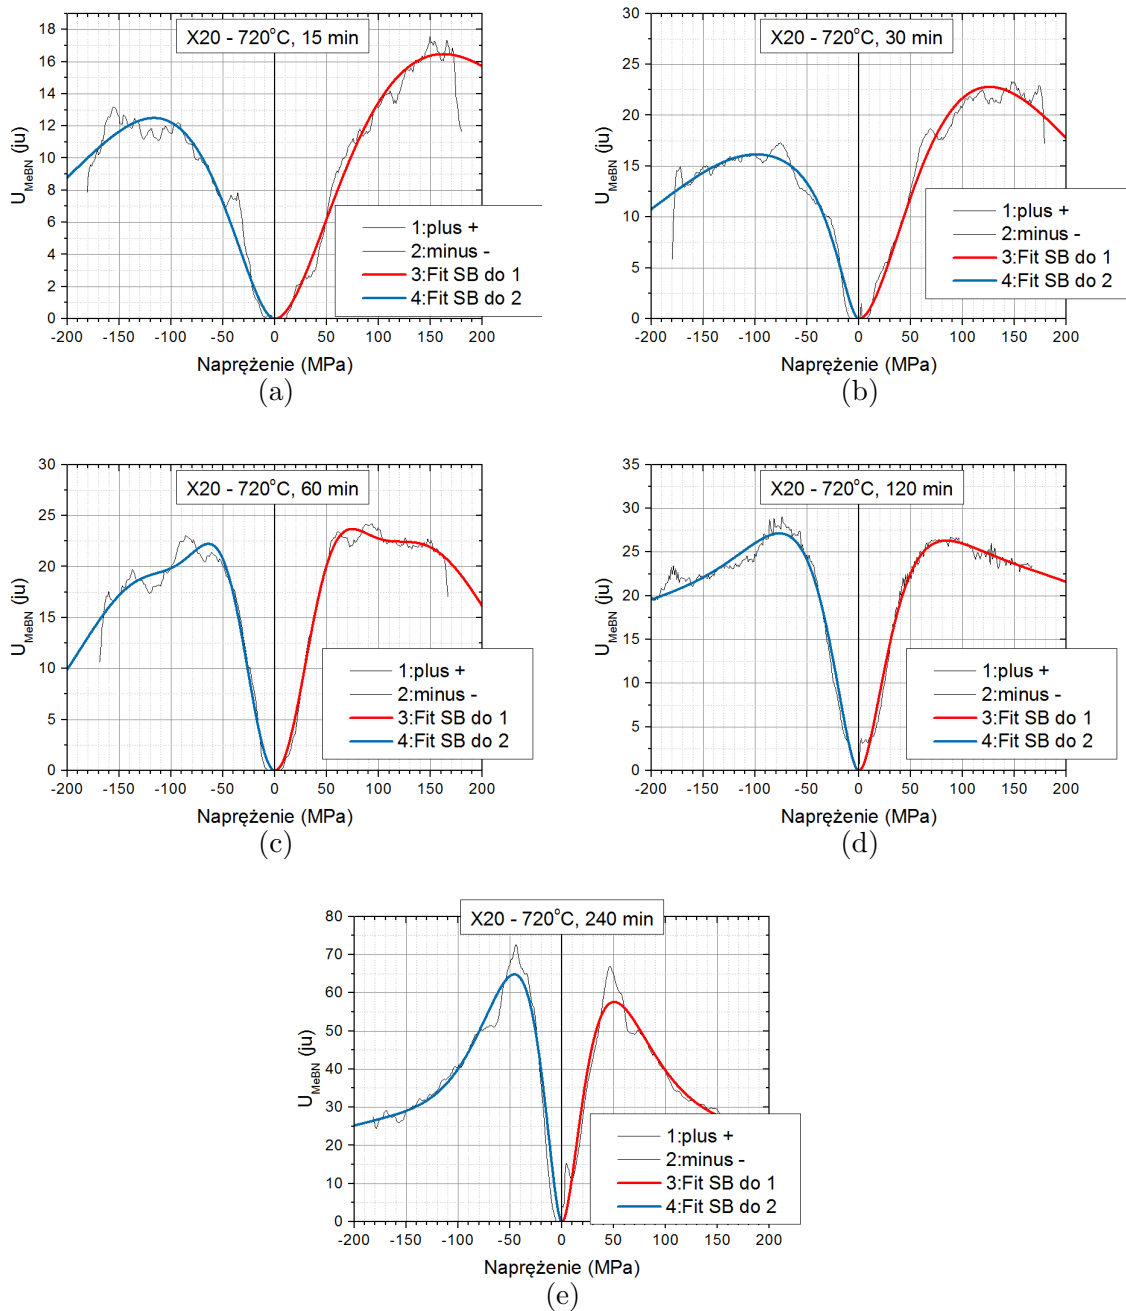 X20 - 720°C, 15 min
U_MeBN (ju)
18
16
14
12
10
8
6
4
2
0
-200 -150 -100 -50 0 50 100 150 200
Naprężenie (MPa)
1:plus +
2:minus -
3:Fit SB do 1
4:Fit SB do 2
(a)
X20 - 720°C, 30 min
U_MeBN (ju)
30
25
20
15
10
5
0
-200 -150 -100 -50 0 50 100 150 200
Naprężenie (MPa)
1:plus +
2:minus -
3:Fit SB do 1
4:Fit SB do 2
(b)
X20 - 720°C, 60 min
U_MeBN (ju)
30
25
20
15
10
5
0
-200 -150 -100 -50 0 50 100 150 200
Naprężenie (MPa)
1:plus +
2:minus -
3:Fit SB do 1
4:Fit SB do 2
(c)
X20 - 720°C, 120 min
U_MeBN (ju)
35
30
25
20
15
10
5
0
-200 -150 -100 -50 0 50 100 150 200
Naprężenie (MPa)
1:plus +
2:minus -
3:Fit SB do 1
4:Fit SB do 2
(d)
X20 - 720°C, 240 min
U_MeBN (ju)
80
70
60
50
40
30
20
10
0
-200 -150 -100 -50 0 50 100 150 200
Naprężenie (MPa)
1:plus +
2:minus -
3:Fit SB do 1
4:Fit SB do 2
(e)